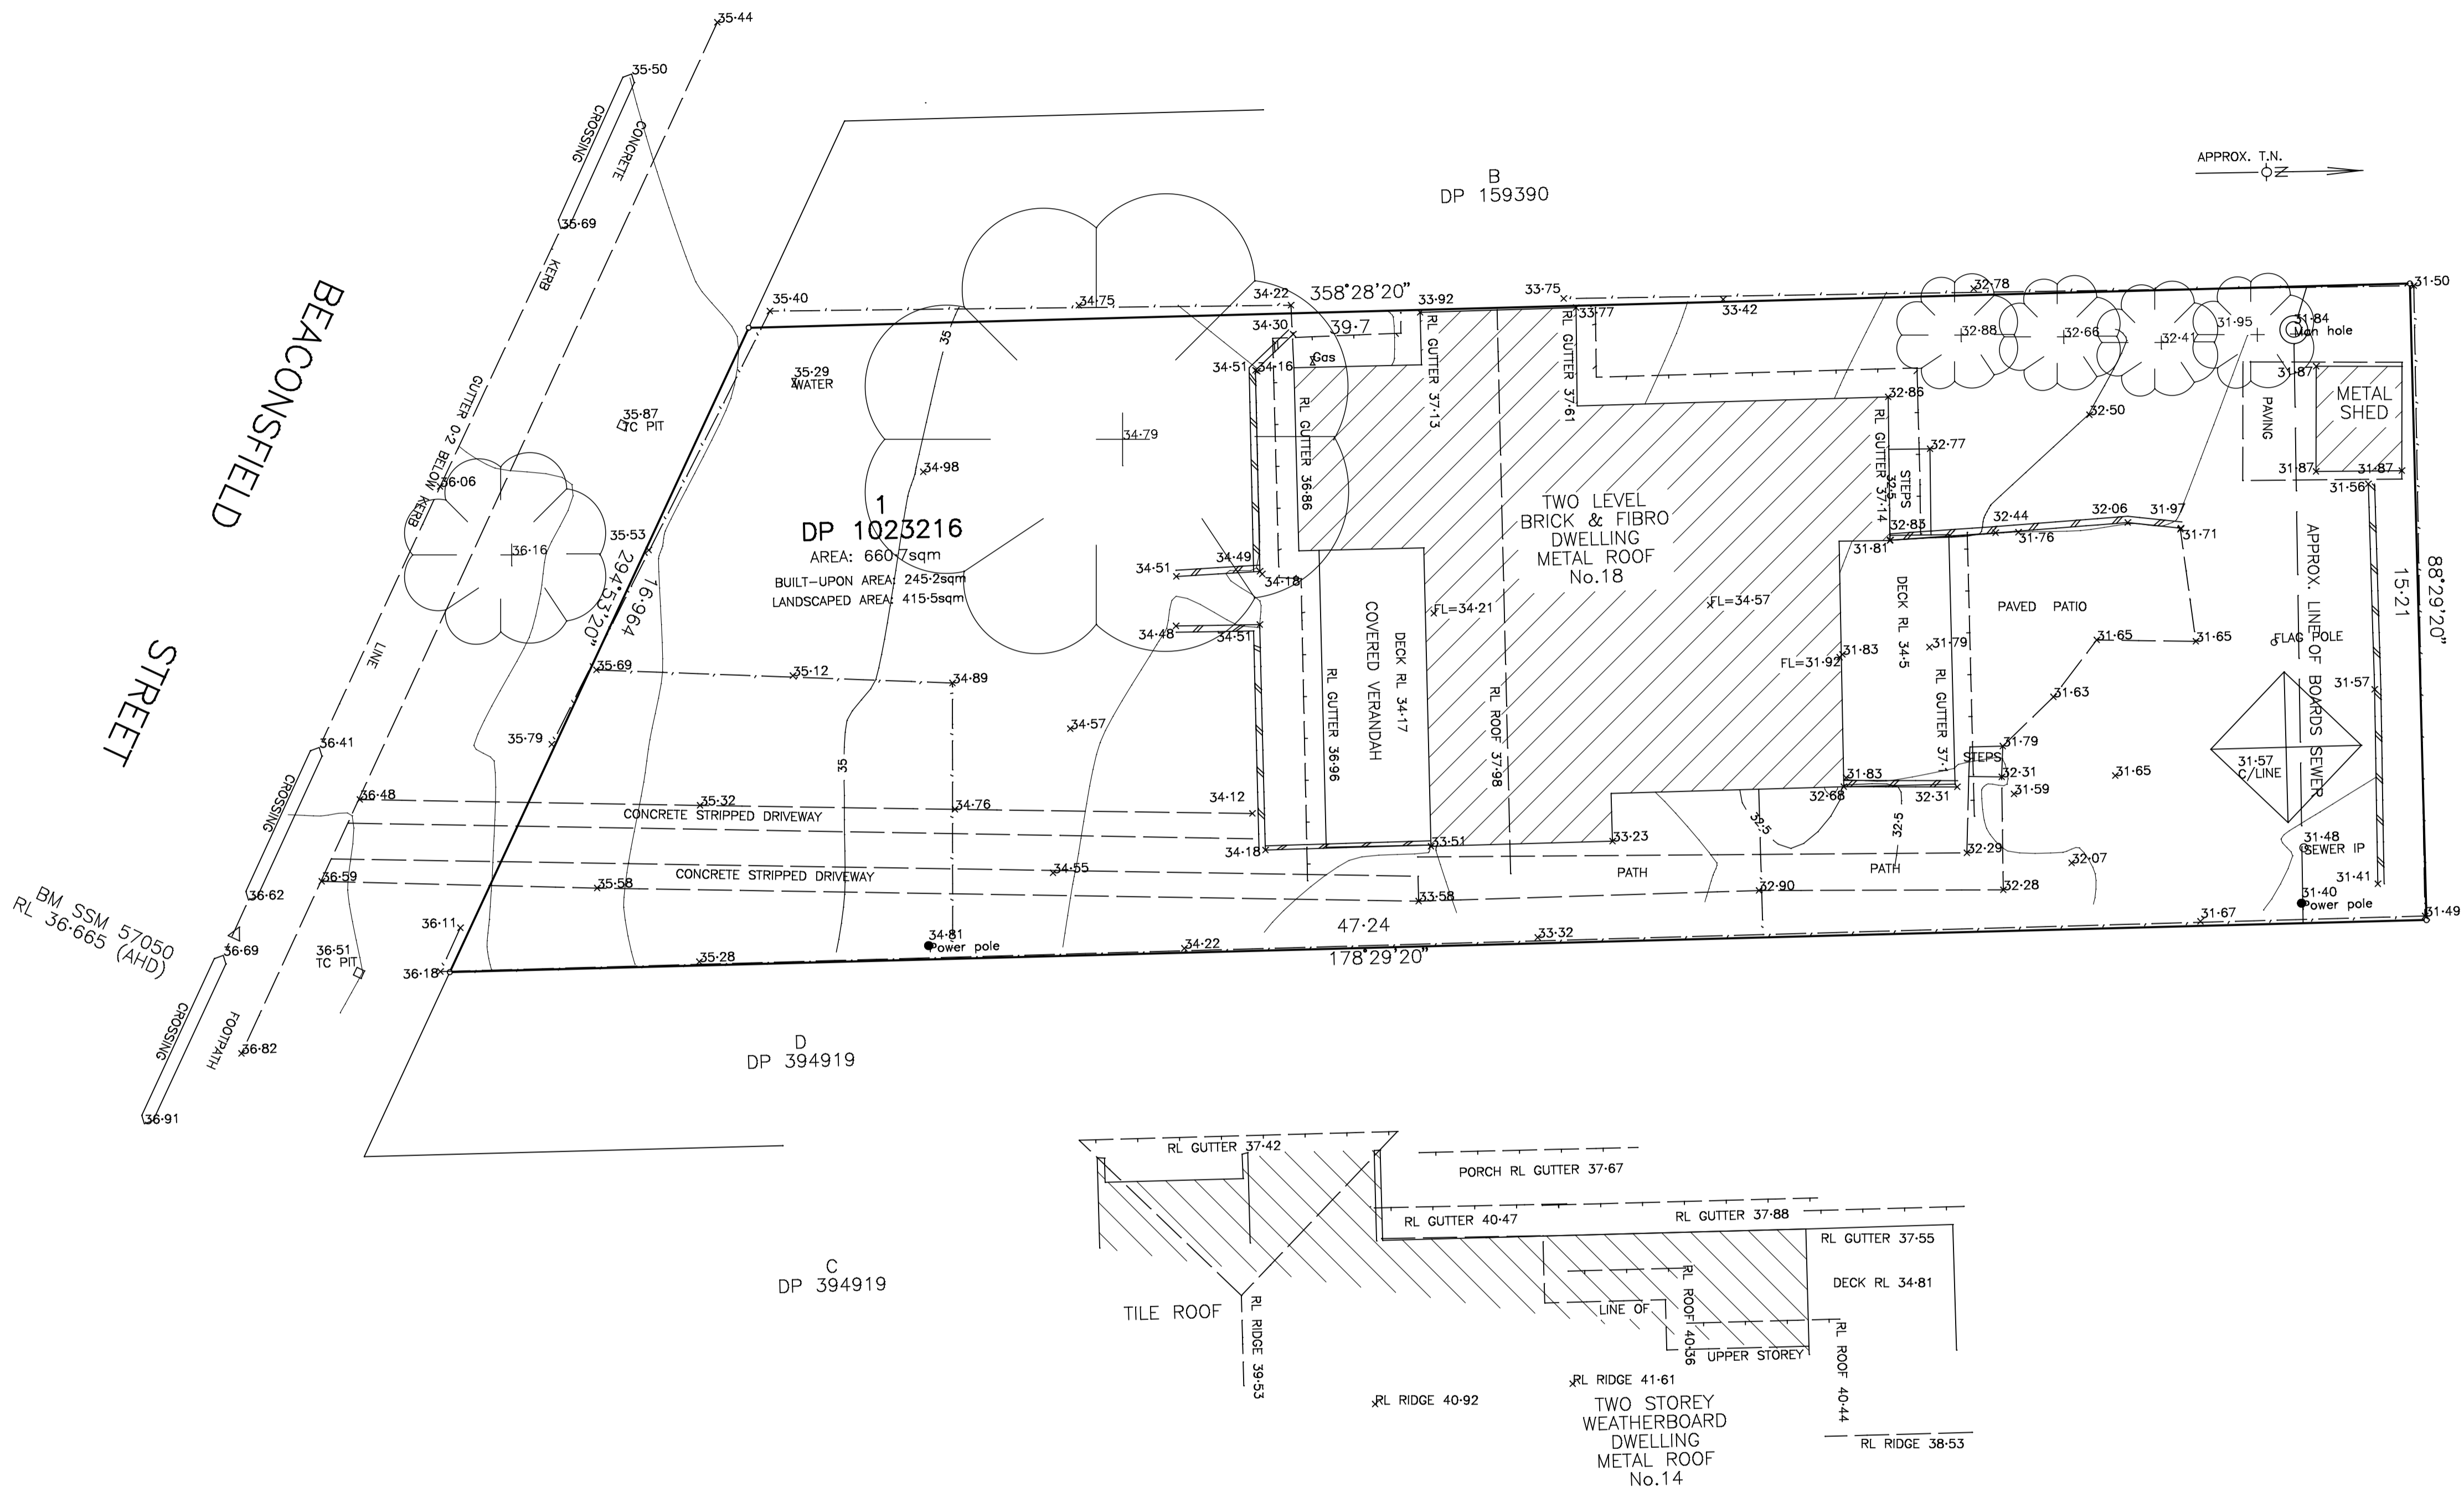 35·44
35·50
CROSSING
CONCRETE
35·69
KERB
BEACONSFIELD
STREET
GUTTER 0·2 BELOW KERB
36·06
36·16
LINE
35·87
TC PIT
APPROX. T.N.
N
B
DP 159390
35·40
34·75
34·22
358°28'20"
33·92
33·75
33·77
33·42
32·78
31·50
34·30
39·7
Gas
34·51
34·16
35·29
WATER
34·79
34·98
RL GUTTER 37·13
RL GUTTER 37·61
RL GUTTER 36·86
32·88
32·66
32·41
31·95
31·84
Man hole
31·87
METAL
SHED
PAVING
31·87
31·87
31·56
32·86
32·50
32·77
RL GUTTER 37·14
STEPS
32·5
1
DP 1023216
AREA: 660·7sqm
BUILT-UPON AREA: 245·2sqm
LANDSCAPED AREA: 415·5sqm
35·53
16·964
294°53'20"
TWO LEVEL
BRICK & FIBRO
DWELLING
METAL ROOF
No.18
32·83
32·44
32·06
31·97
31·81
31·76
31·71
34·49
34·51
34·18
34·48
34·51
FL=34·21
FL=34·57
COVERED VERANDAH
DECK RL 34·17
RL GUTTER 36·96
RL ROOF 37·98
DECK RL 34·5
RL GUTTER 37·1
PAVED PATIO
31·79
31·83
FL=31·92
31·65
31·65
FLAG POLE
31·63
31·57
APPROX. LINE OF BOARDS SEWER
15·21
88°29'20"
35·69
35·12
34·89
34·57
35·79
36·41
CROSSING
36·48
35·32
34·76
34·12
CONCRETE STRIPPED DRIVEWAY
31·79
STEPS
31·83
32·31
32·68
32·31
31·59
31·65
31·57
C/LINE
32·5
32·5
34·18
33·51
33·23
32·29
32·07
31·48
SEWER IP
31·41
36·59
35·58
CONCRETE STRIPPED DRIVEWAY
34·55
PATH
PATH
33·58
32·90
32·28
31·40
Power pole
36·62
BM SSM 57050
RL 36·665 (AHD)
36·69
36·51
TC PIT
36·11
36·18
35·28
34·81
Power pole
34·22
47·24
178°29'20"
33·32
31·67
31·49
CROSSING
FOOTPATH
36·82
36·91
D
DP 394919
C
DP 394919
RL GUTTER 37·42
PORCH RL GUTTER 37·67
RL GUTTER 40·47
RL GUTTER 37·88
RL GUTTER 37·55
DECK RL 34·81
TILE ROOF
RL RIDGE 39·53
LINE OF
UPPER STOREY
RL ROOF 40·36
RL ROOF 40·44
RL RIDGE 40·92
RL RIDGE 41·61
TWO STOREY
WEATHERBOARD
DWELLING
METAL ROOF
No.14
RL RIDGE 38·53